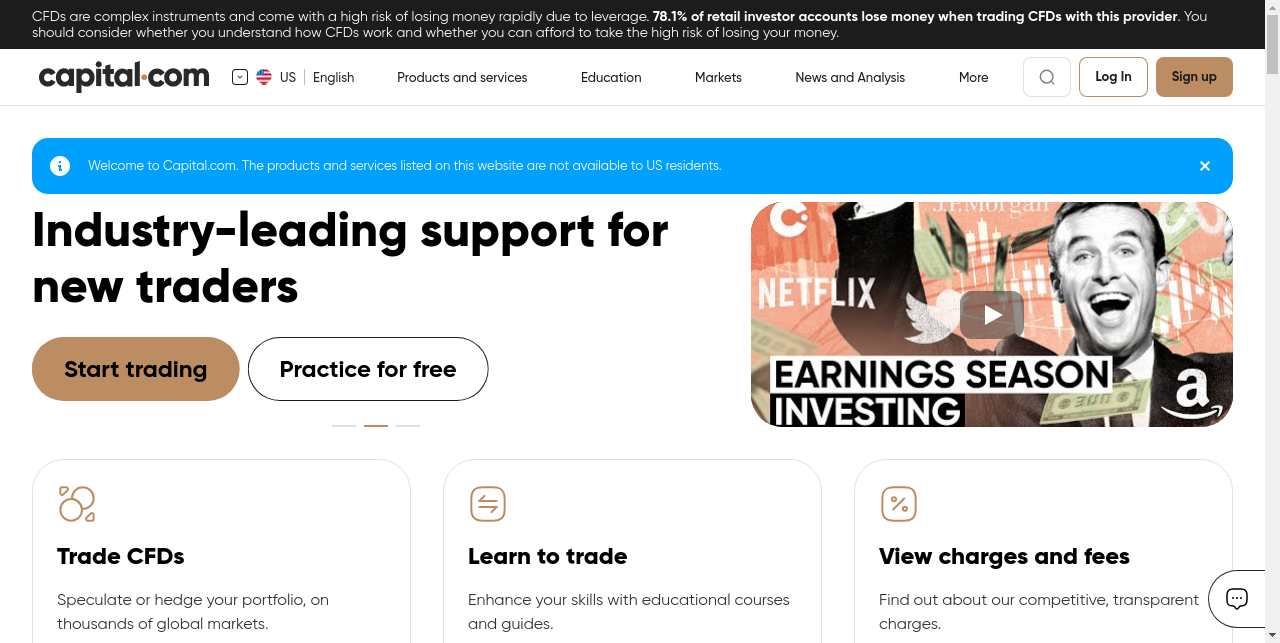 CFDs are complex instruments and come with a high risk of losing money rapidly due to leverage. 78.1% of retail investor accounts lose money when trading CFDs with this provider. You
should consider whether you understand how CFDs work and whether you can afford to take the high risk of losing your money.
capital.com US English Products and services Education Markets News and Analysis More Log In Sign up
Welcome to Capital.com. The products and services listed on this website are not available to US residents.
Industry-leading support for
new traders
Start trading Practice for free
J.P.Morgan
NETFLIX
EARNINGS SEASON
INVESTING
Trade CFDs
Speculate or hedge your portfolio, on
thousands of global markets.
Learn to trade
Enhance your skills with educational courses
and guides.
View charges and fees
Find out about our competitive, transparent
charges.